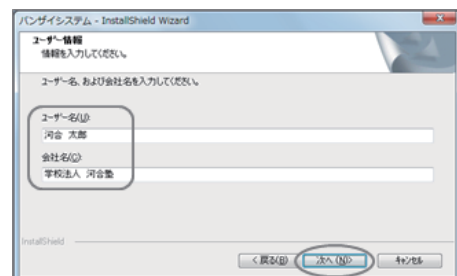 バンザイシステム - InstallShield Wizard
ユーザー情報
情報を入力してください。
ユーザー名、および会社名を入力してください。
ユーザー名(U):
河合 太郎
会社名(C):
学校法人 河合塾
InstallShield
< 戻る(B)
次へ (N)>
キャンセル